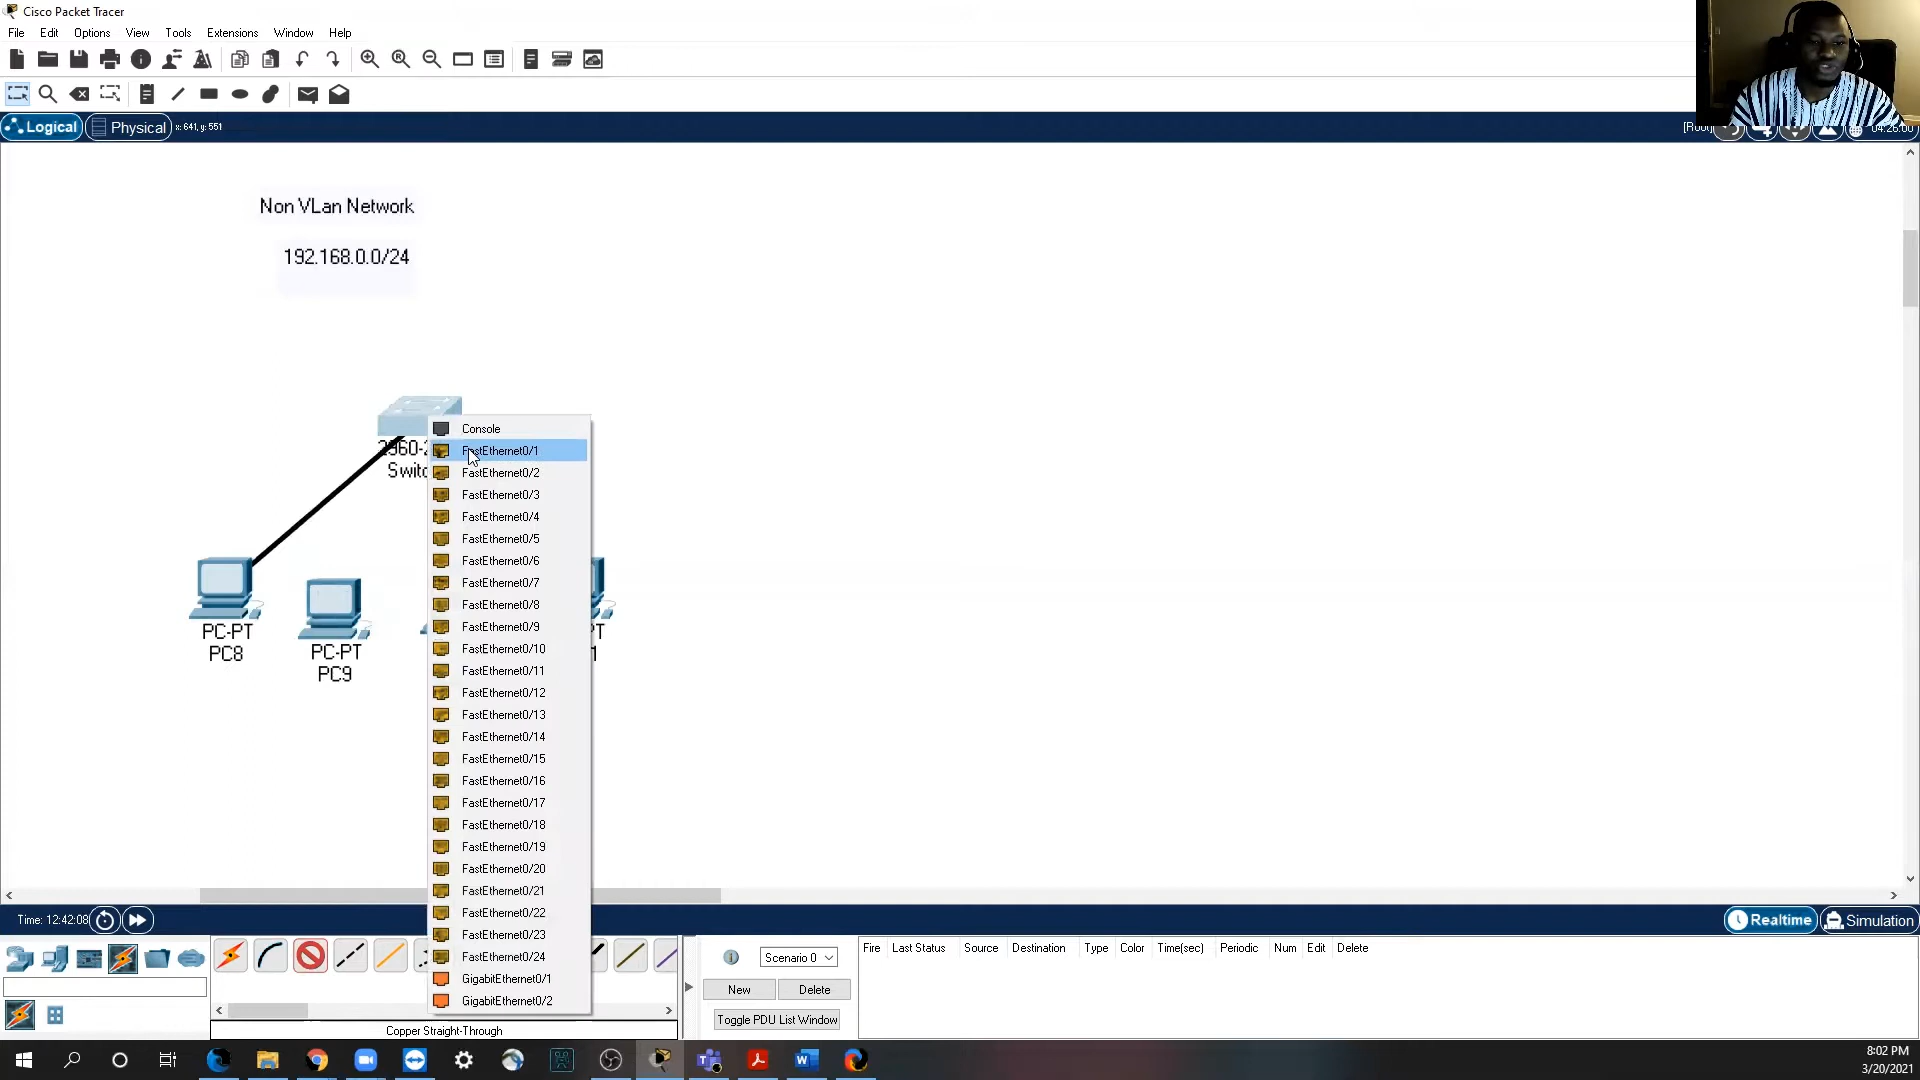 Cisco Packet Tracer
File Edit Options View Tools Extensions Window Help
Logical Physical x: 641, y: 551
[Root] 04:26:00
Non VLan Network
192.168.0.0/24
Console
FastEthernet0/1
FastEthernet0/2
FastEthernet0/3
FastEthernet0/4
FastEthernet0/5
FastEthernet0/6
FastEthernet0/7
FastEthernet0/8
FastEthernet0/9
FastEthernet0/10
FastEthernet0/11
FastEthernet0/12
FastEthernet0/13
FastEthernet0/14
FastEthernet0/15
FastEthernet0/16
FastEthernet0/17
FastEthernet0/18
FastEthernet0/19
FastEthernet0/20
FastEthernet0/21
FastEthernet0/22
FastEthernet0/23
FastEthernet0/24
GigabitEthernet0/1
GigabitEthernet0/2
PC-PT
PC8
PC-PT
PC9
Time: 12:42:08
Realtime Simulation
Scenario 0
New Delete
Toggle PDU List Window
Fire Last Status Source Destination Type Color Time(sec) Periodic Num Edit Delete
Copper Straight-Through
8:02 PM
3/20/2021